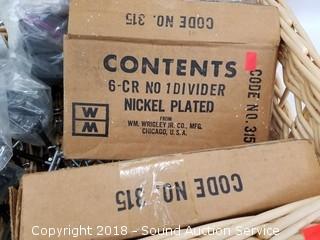 CODE NO. 315
CONTENTS
6-CR NO 1 DIVIDER
NICKEL PLATED
WM
FROM
WM. WRIGLEY JR. CO., MFG.
CHICAGO, U.S.A.
CODE NO. 315
CODE NO. 315
Copyright 2018 - Sound Auction Service